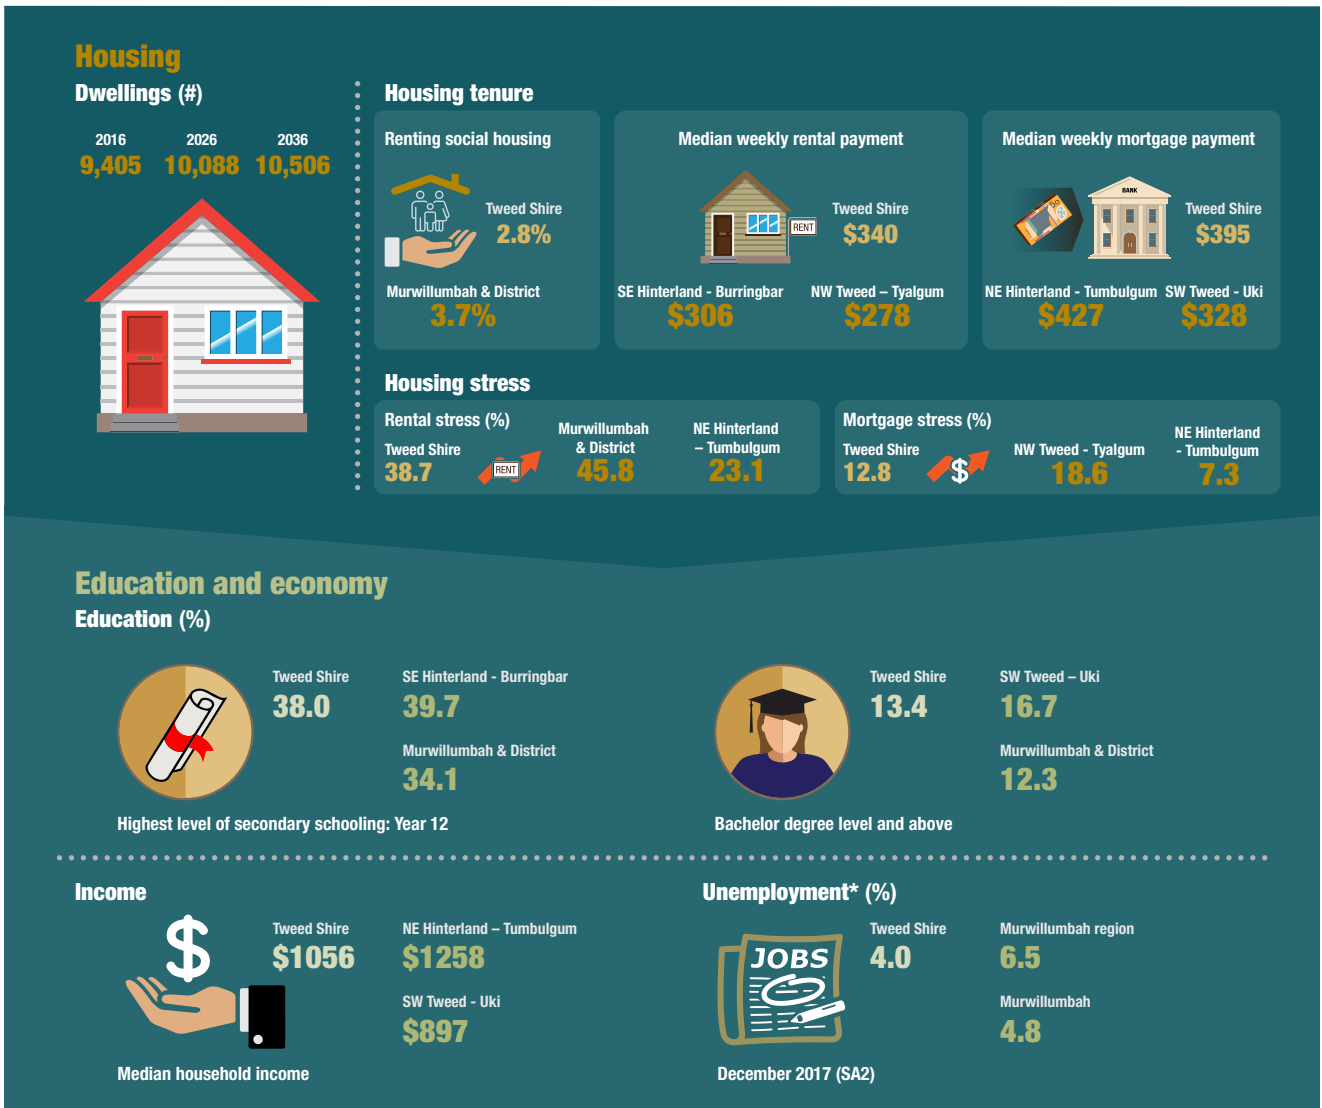 Housing
Dwellings (#)
2016 2026 2036
9,405 10,088 10,506
Housing tenure
Renting social housing
Tweed Shire
2.8%
Murwillumbah & District
3.7%
Median weekly rental payment
RENT
Tweed Shire
$340
SE Hinterland - Burringbar
$306
NW Tweed – Tyalgum
$278
Median weekly mortgage payment
50
BANK
Tweed Shire
$395
NE Hinterland - Tumbulgum
$427
SW Tweed - Uki
$328
Housing stress
Rental stress (%)
Tweed Shire
38.7
RENT
Murwillumbah
& District
45.8
NE Hinterland
– Tumbulgum
23.1
Mortgage stress (%)
Tweed Shire
12.8
$
NW Tweed - Tyalgum
18.6
NE Hinterland
- Tumbulgum
7.3
Education and economy
Education (%)
Tweed Shire
38.0
SE Hinterland - Burringbar
39.7
Murwillumbah & District
34.1
Highest level of secondary schooling: Year 12
Tweed Shire
13.4
SW Tweed – Uki
16.7
Murwillumbah & District
12.3
Bachelor degree level and above
Income
$
Tweed Shire
$1056
NE Hinterland – Tumbulgum
$1258
SW Tweed - Uki
$897
Median household income
Unemployment* (%)
JOBS
Tweed Shire
4.0
Murwillumbah region
6.5
Murwillumbah
4.8
December 2017 (SA2)